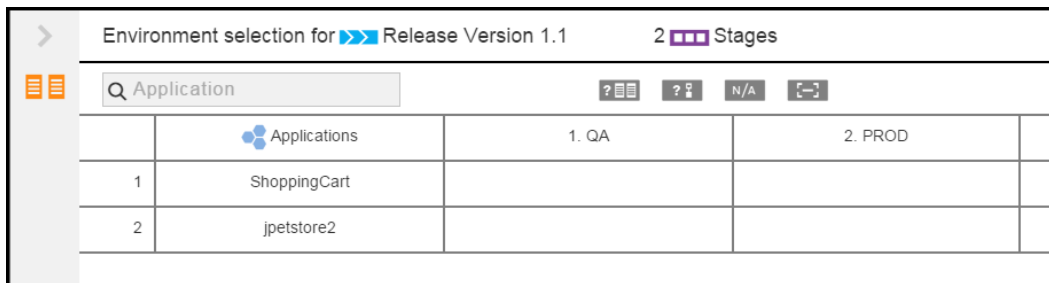 Environment selection for Release Version 1.1 2 Stages
Application ? ? N/A
Applications 1. QA 2. PROD
1 ShoppingCart
2 jpetstore2